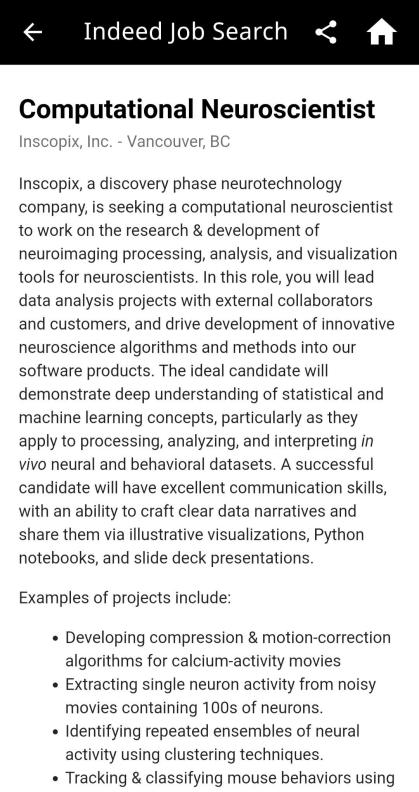 Indeed Job Search
Computational Neuroscientist
Inscopix, Inc. - Vancouver, BC
Inscopix, a discovery phase neurotechnology
company, is seeking a computational neuroscientist
to work on the research & development of
neuroimaging processing, analysis, and visualization
tools for neuroscientists. In this role, you will lead
data analysis projects with external collaborators
and customers, and drive development of innovative
neuroscience algorithms and methods into our
software products. The ideal candidate will
demonstrate deep understanding of statistical and
machine learning concepts, particularly as they
apply to processing, analyzing, and interpreting in
vivo neural and behavioral datasets. A successful
candidate will have excellent communication skills,
with an ability to craft clear data narratives and
share them via illustrative visualizations, Python
notebooks, and slide deck presentations.
Examples of projects include:
• Developing compression & motion-correction
algorithms for calcium-activity movies
• Extracting single neuron activity from noisy
movies containing 100s of neurons.
• Identifying repeated ensembles of neural
activity using clustering techniques.
• Tracking & classifying mouse behaviors using